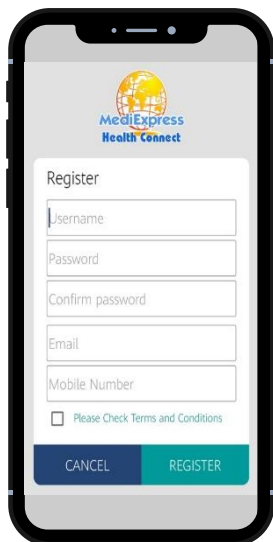 MediExpress
Health Connect
Register
Username
Password
Confirm password
Email
Mobile Number
Please Check Terms and Conditions
CANCEL REGISTER